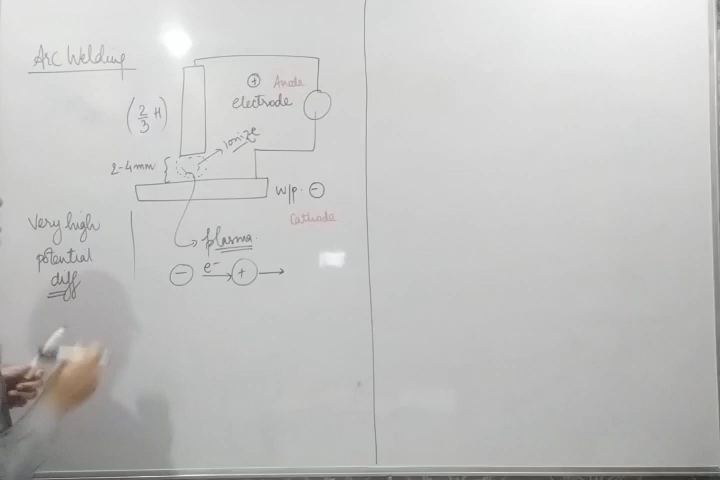 Arc Welding
⊕ Anode
electrode
(2/3 H)
ionize
2-4mm
w/p. ⊖
Cathode
Very high
potential
diff
plasma.
⊖ e⁻ ⊕